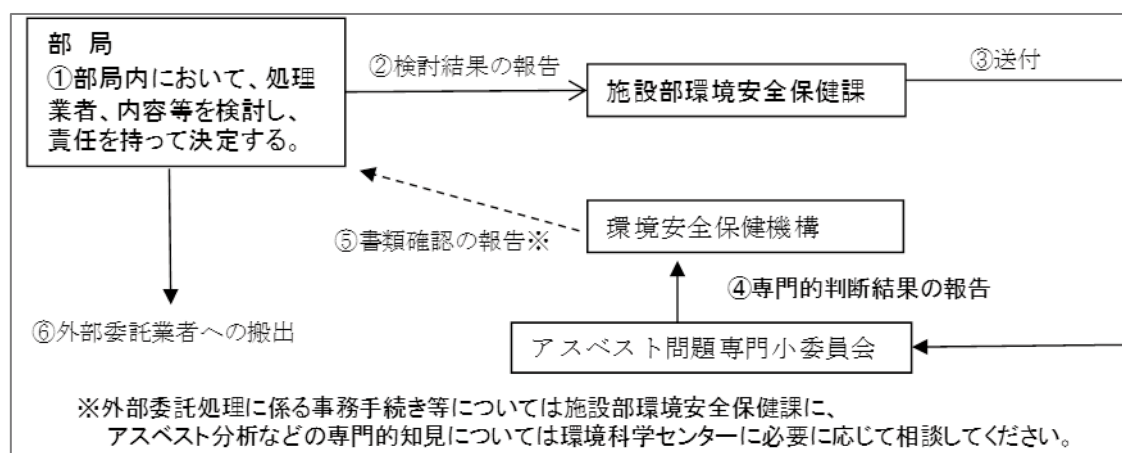 部 局
①部局内において、処理
業者、内容等を検討し、
責任を持って決定する。
②検討結果の報告
施設部環境安全保健課
③送付
環境安全保健機構
⑤書類確認の報告※
④専門的判断結果の報告
⑥外部委託業者への搬出
アスベスト問題専門小委員会
※外部委託処理に係る事務手続き等については施設部環境安全保健課に、
アスベスト分析などの専門的知見については環境科学センターに必要に応じて相談してください。